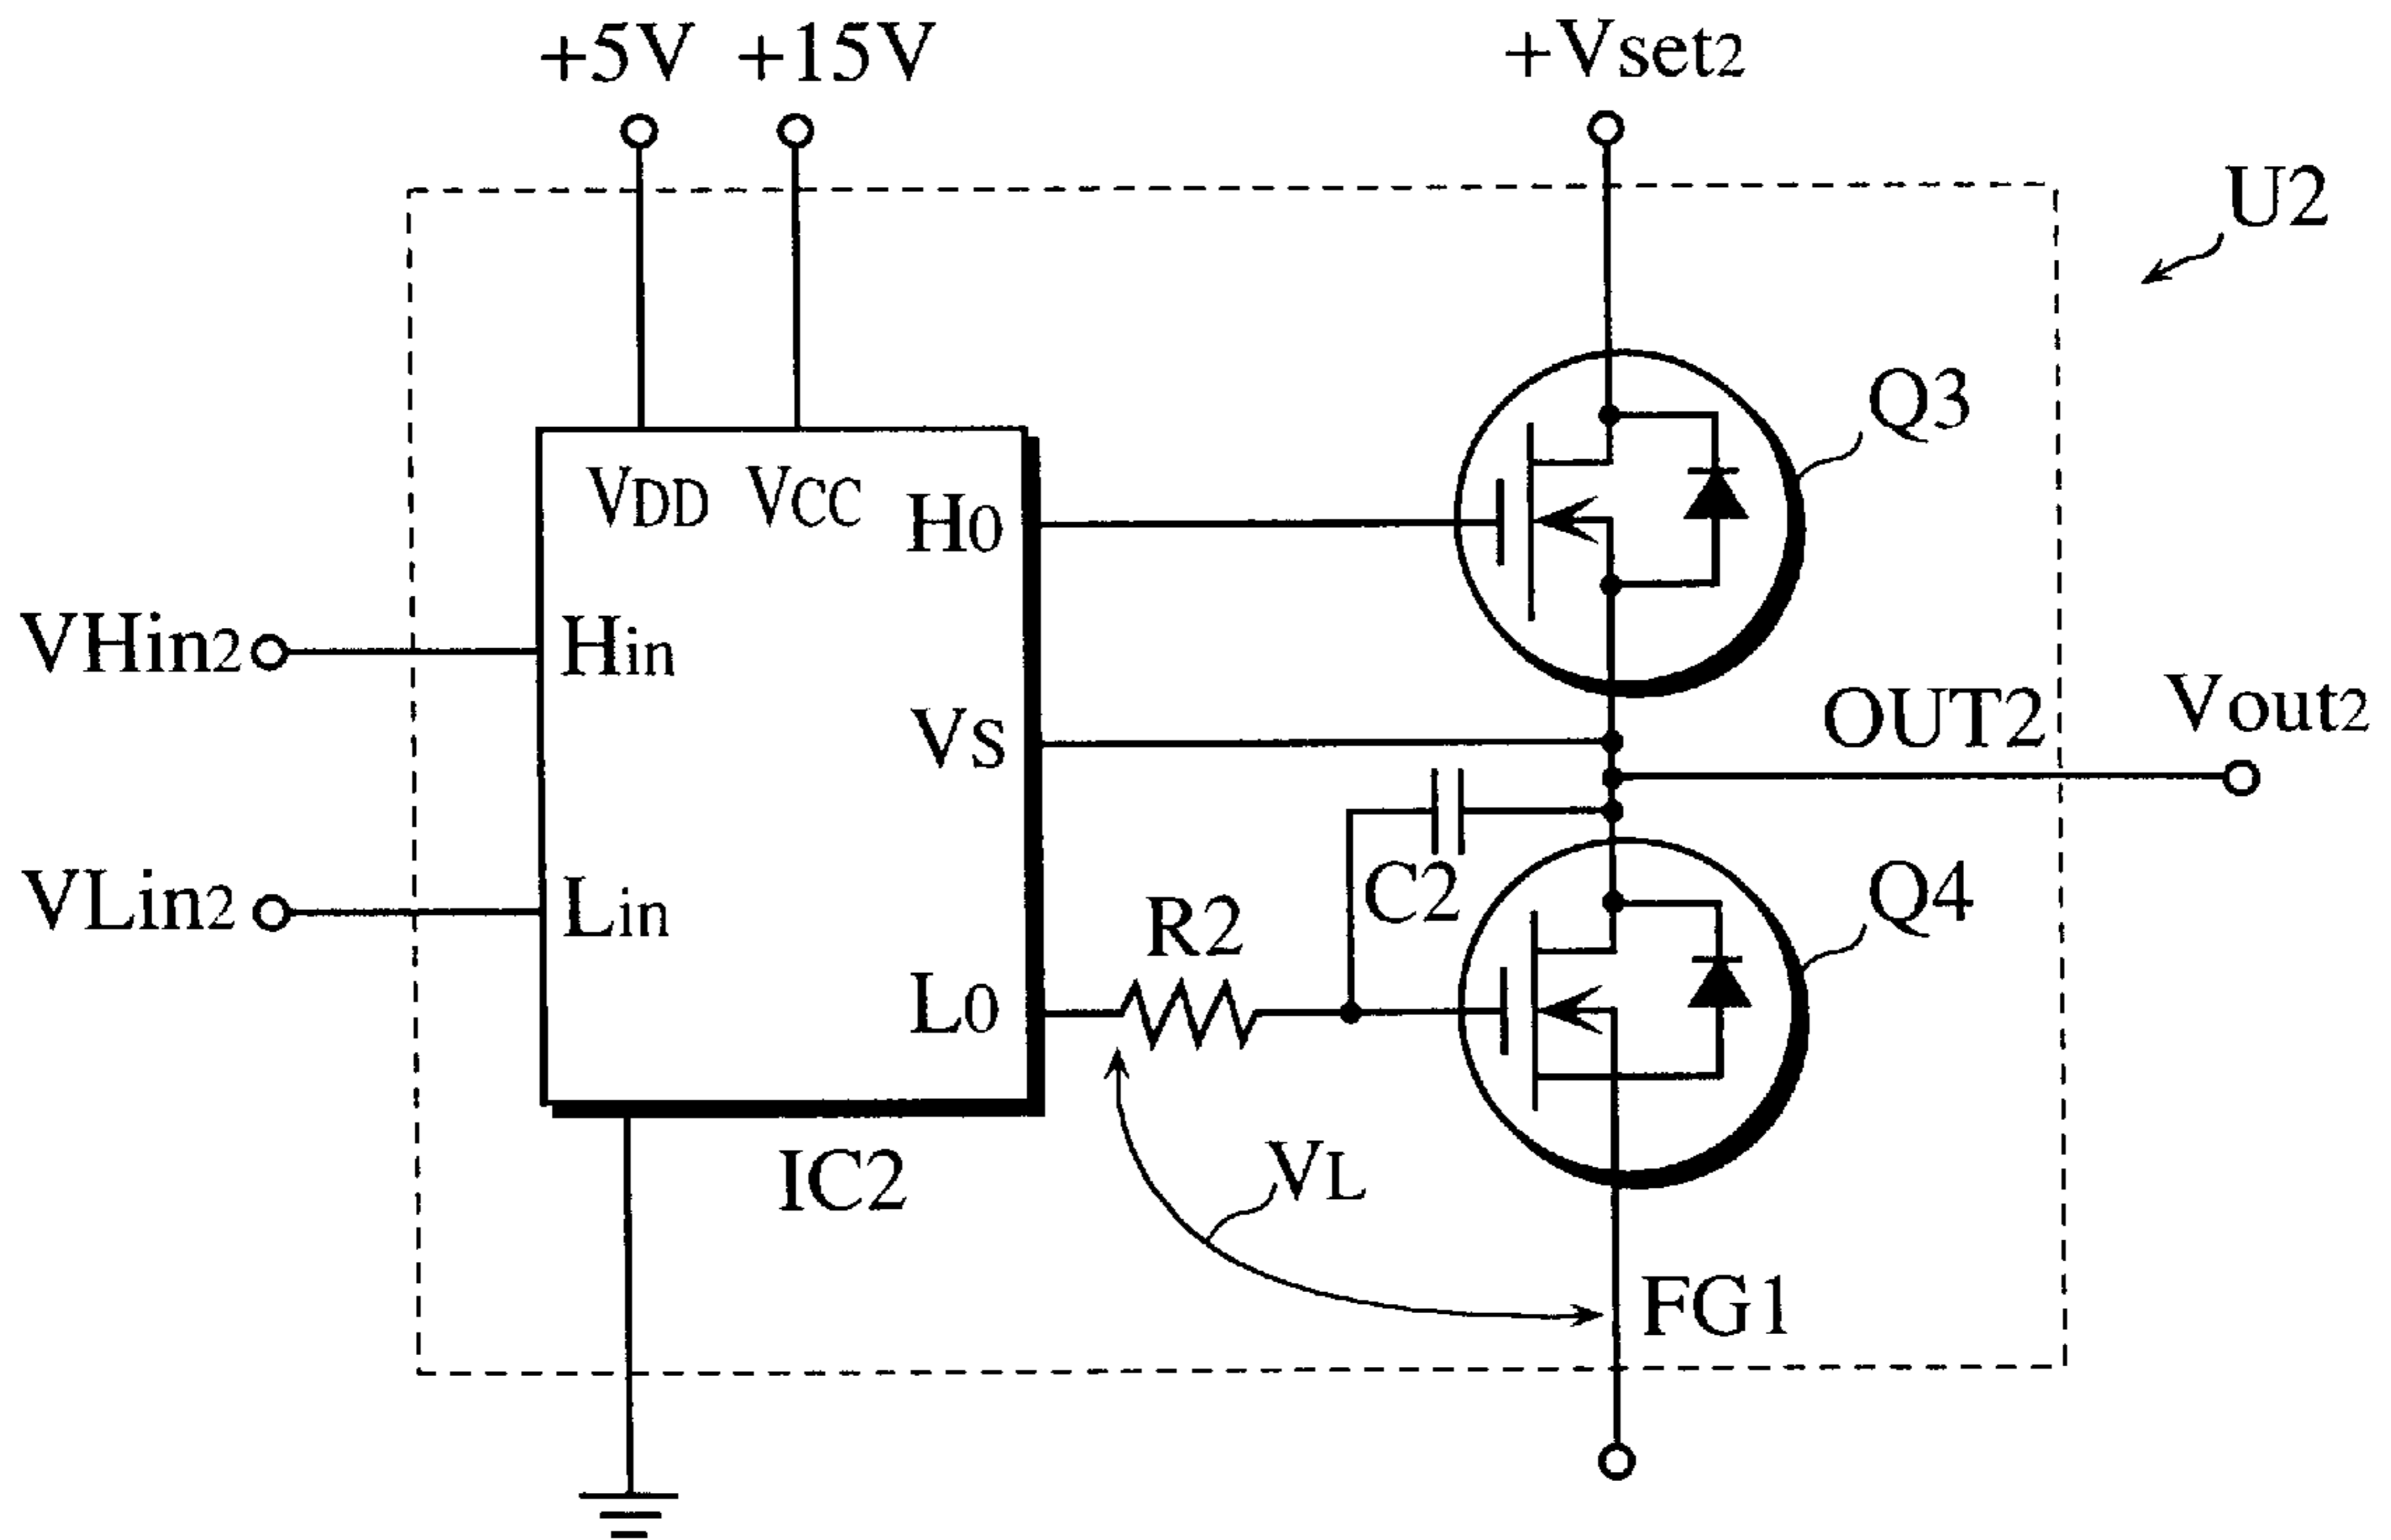 +5V
+15V
+Vset2
U2
Q3
VDD
VCC
H0
VHin2
Hin
VS
OUT2
Vout2
C2
Q4
VLin2
Lin
R2
L0
IC2
VL
FG1